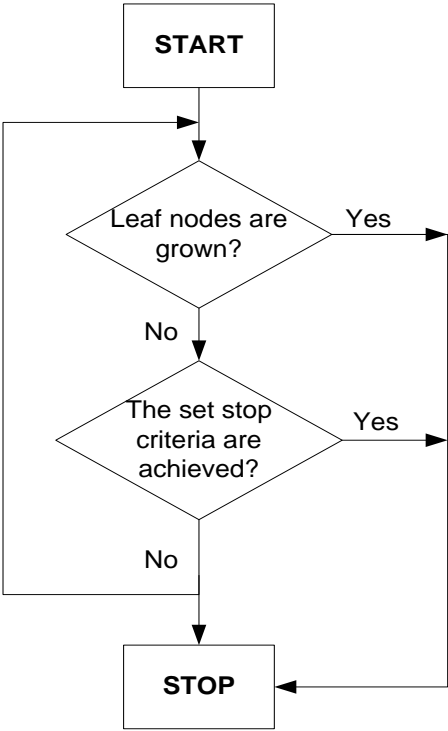 START
Leaf nodes are
grown?
Yes
No
The set stop
criteria are
achieved?
Yes
No
STOP